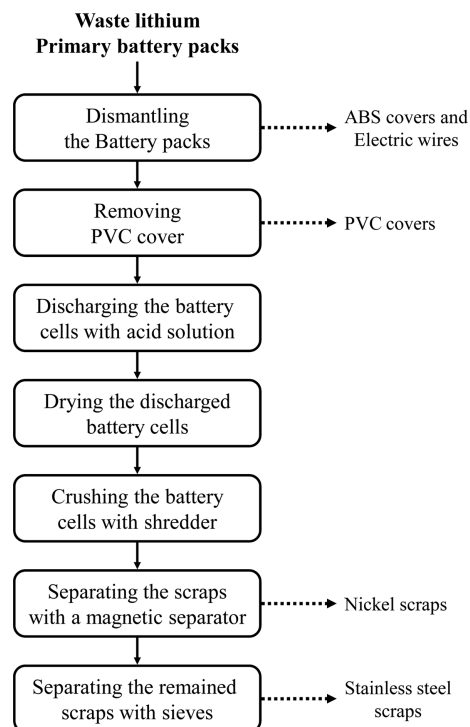 Waste lithium
Primary battery packs
Dismantling
the Battery packs
ABS covers and
Electric wires
Removing
PVC cover
PVC covers
Discharging the battery
cells with acid solution
Drying the discharged
battery cells
Crushing the battery
cells with shredder
Separating the scraps
with a magnetic separator
Nickel scraps
Separating the remained
scraps with sieves
Stainless steel
scraps